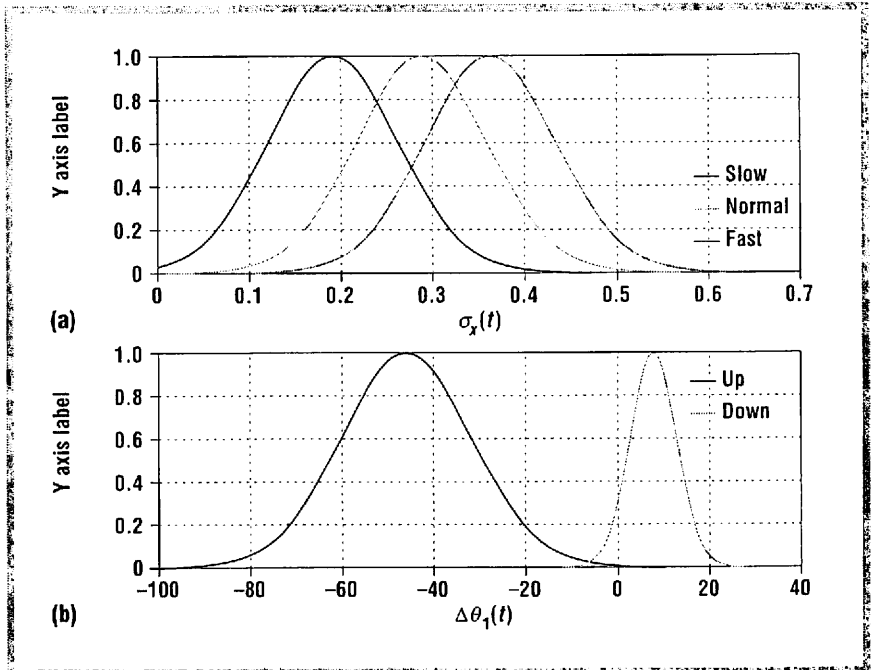 Y axis label
1.0
0.8
0.6
0.4
0.2
0
Slow
Normal
Fast
0 0.1 0.2 0.3 0.4 0.5 0.6 0.7
(a)
σx(t)
Y axis label
1.0
0.8
0.6
0.4
0.2
0
Up
Down
−100 −80 −60 −40 −20 0 20 40
(b)
Δθ1(t)